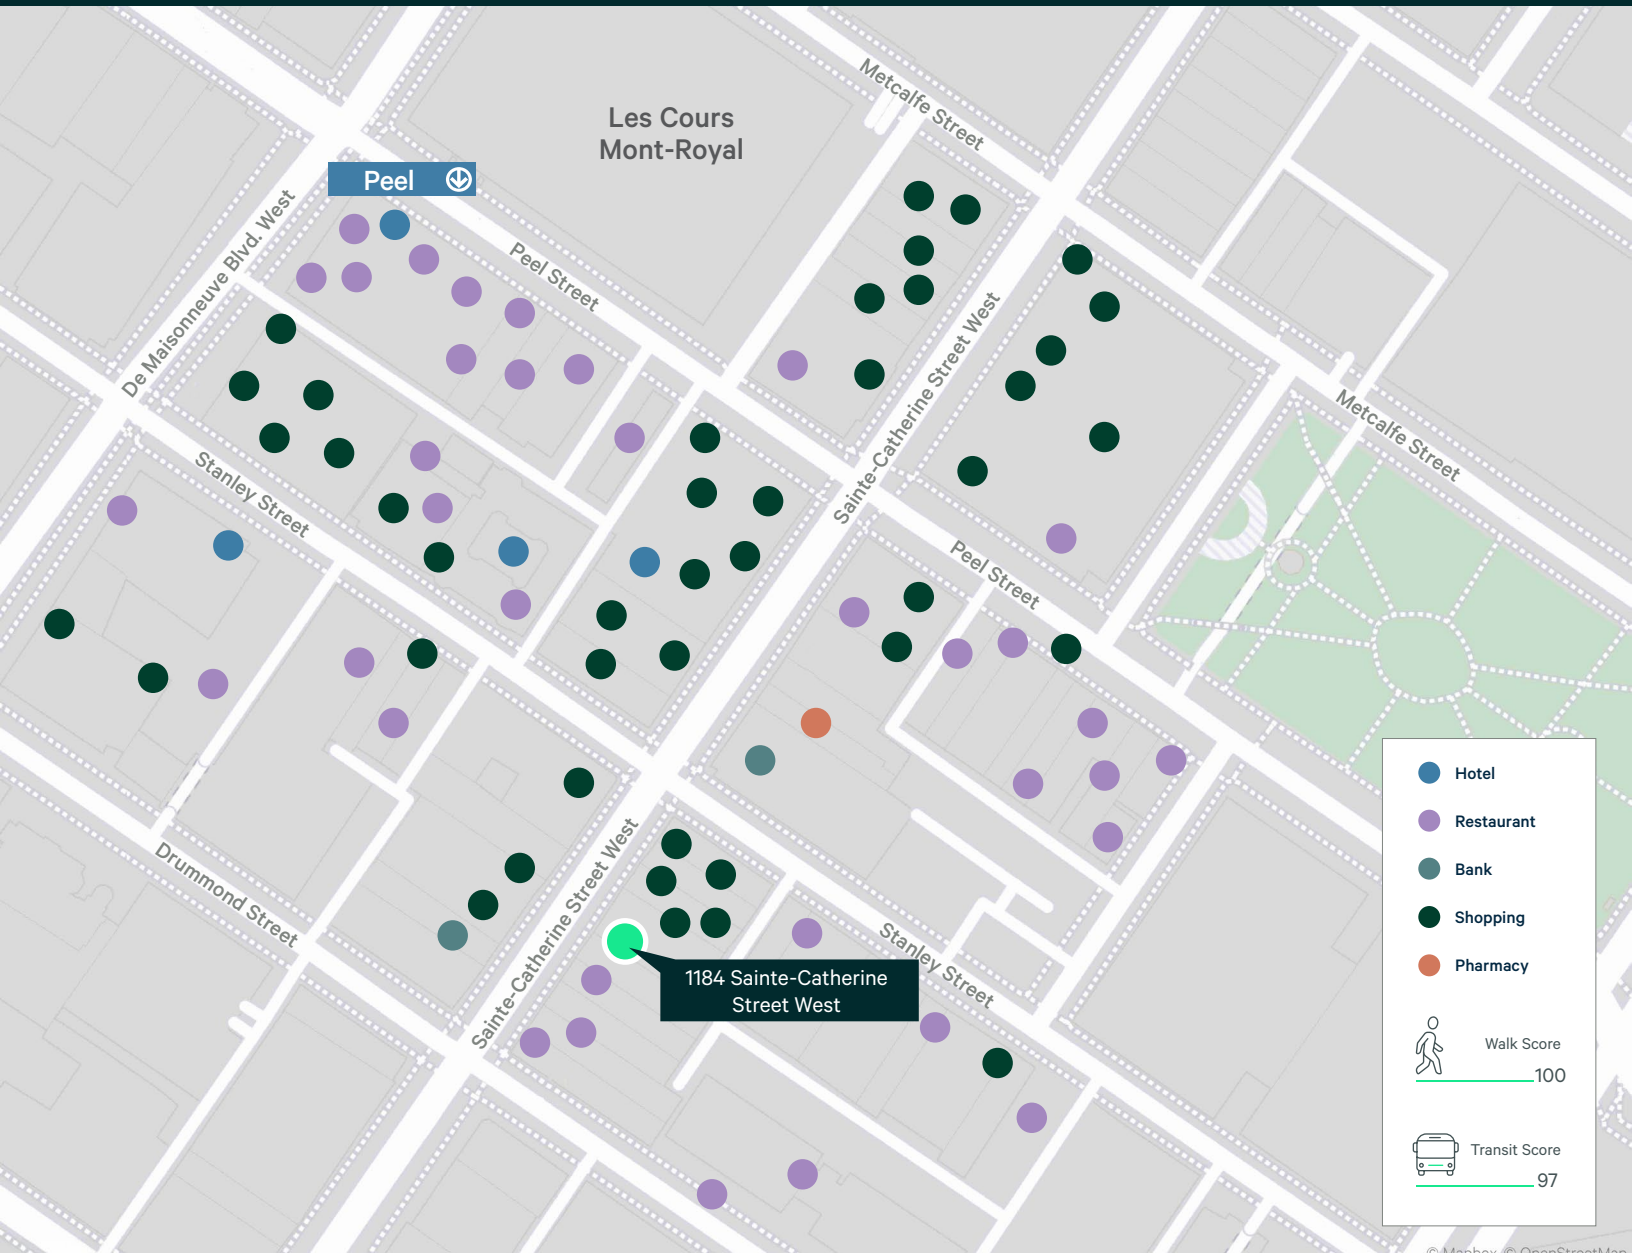 Metcalfe Street
Les Cours
Mont-Royal
Peel
De Maisonneuve Blvd. West
Peel Street
Sainte-Catherine Street West
Metcalfe Street
Stanley Street
Peel Street
Drummond Street
Sainte-Catherine Street West
Stanley Street
1184 Sainte-Catherine
Street West
Hotel
Restaurant
Bank
Shopping
Pharmacy
Walk Score
100
Transit Score
97
© Mapbox, © OpenStreetMap